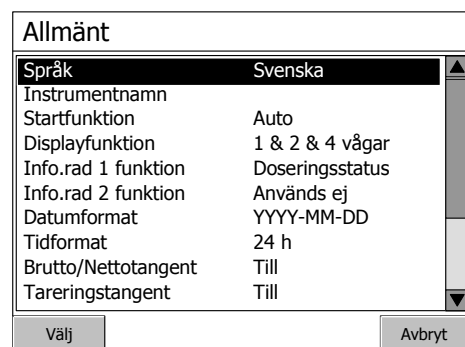 Allmänt
Språk Svenska
Instrumentnamn
Startfunktion Auto
Displayfunktion 1 & 2 & 4 vågar
Info.rad 1 funktion Doseringsstatus
Info.rad 2 funktion Används ej
Datumformat YYYY-MM-DD
Tidformat 24 h
Brutto/Nettotangent Till
Tareringstangent Till
Välj Avbryt